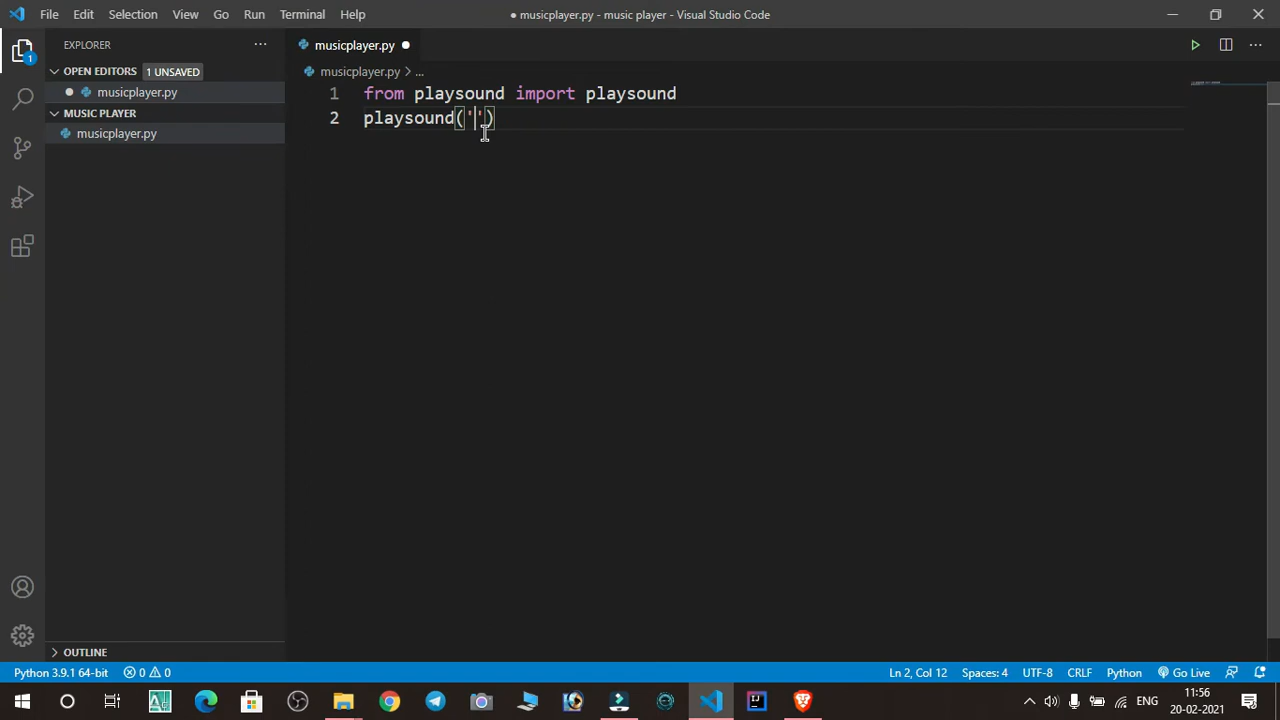 File Edit Selection View Go Run Terminal Help
● musicplayer.py - music player - Visual Studio Code
EXPLORER
musicplayer.py
OPEN EDITORS 1 UNSAVED
musicplayer.py > ...
musicplayer.py
1 from playsound import playsound
MUSIC PLAYER
2 playsound('')
musicplayer.py
1
OUTLINE
Python 3.9.1 64-bit 0 0 Ln 2, Col 12 Spaces: 4 UTF-8 CRLF Python Go Live
ENG
11:56
20-02-2021